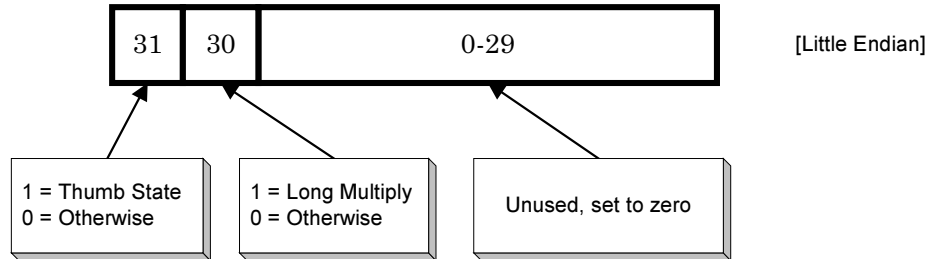 31 30 0-29 [Little Endian]
1 = Thumb State
0 = Otherwise
1 = Long Multiply
0 = Otherwise
Unused, set to zero